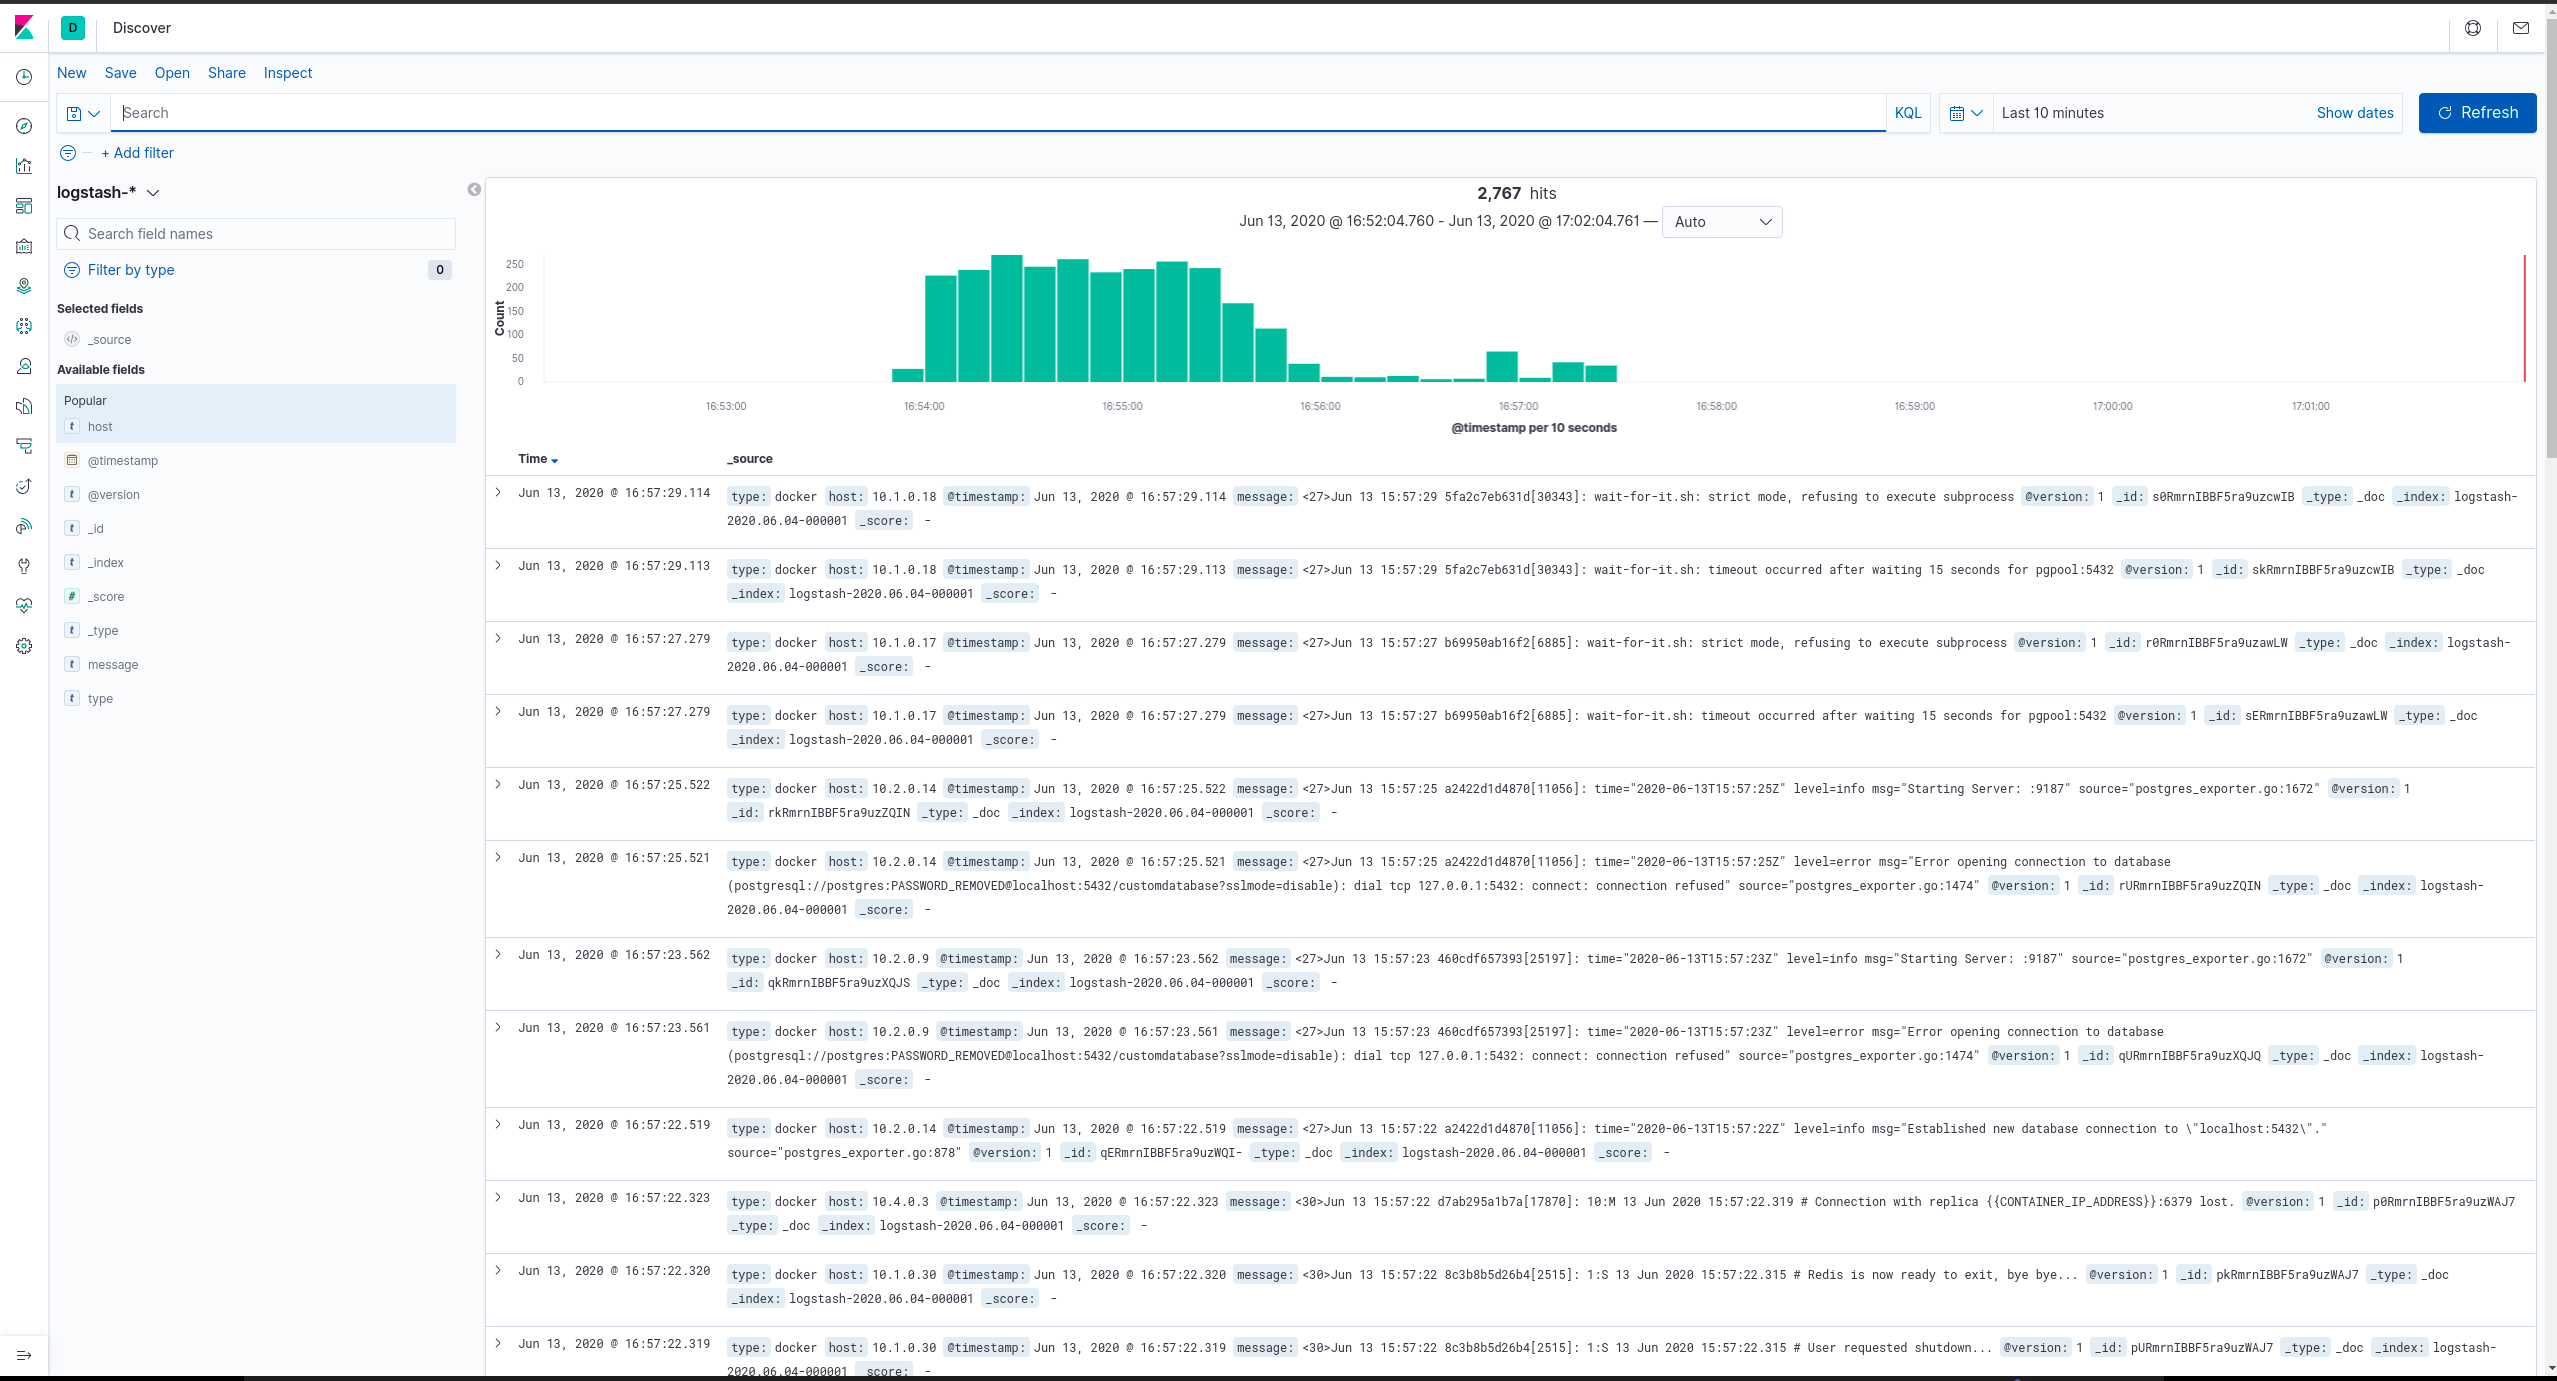 D Discover
New Save Open Share Inspect
Search KQL Last 10 minutes Show dates Refresh
+ Add filter
logstash-*
Search field names
Filter by type 0
Selected fields
_source
Available fields
Popular
t host
@timestamp
t @version
t _id
t _index
# _score
t _type
t message
t type
2,767 hits
Jun 13, 2020 @ 16:52:04.760 - Jun 13, 2020 @ 17:02:04.761 — Auto
Count
250
200
150
100
50
0
16:53:00 16:54:00 16:55:00 16:56:00 16:57:00 16:58:00 16:59:00 17:00:00 17:01:00
@timestamp per 10 seconds
Time _source
Jun 13, 2020 @ 16:57:29.114 type: docker host: 10.1.0.18 @timestamp: Jun 13, 2020 @ 16:57:29.114 message: <27>Jun 13 15:57:29 5fa2c7eb631d[30343]: wait-for-it.sh: strict mode, refusing to execute subprocess @version: 1 _id: s0RmrnIBBF5ra9uzcwIB _type: _doc _index: logstash-
2020.06.04-000001 _score: -
Jun 13, 2020 @ 16:57:29.113 type: docker host: 10.1.0.18 @timestamp: Jun 13, 2020 @ 16:57:29.113 message: <27>Jun 13 15:57:29 5fa2c7eb631d[30343]: wait-for-it.sh: timeout occurred after waiting 15 seconds for pgpool:5432 @version: 1 _id: skRmrnIBBF5ra9uzcwIB _type: _doc
_index: logstash-2020.06.04-000001 _score: -
Jun 13, 2020 @ 16:57:27.279 type: docker host: 10.1.0.17 @timestamp: Jun 13, 2020 @ 16:57:27.279 message: <27>Jun 13 15:57:27 b69950ab16f2[6885]: wait-for-it.sh: strict mode, refusing to execute subprocess @version: 1 _id: r0RmrnIBBF5ra9uzawLW _type: _doc _index: logstash-
2020.06.04-000001 _score: -
Jun 13, 2020 @ 16:57:27.279 type: docker host: 10.1.0.17 @timestamp: Jun 13, 2020 @ 16:57:27.279 message: <27>Jun 13 15:57:27 b69950ab16f2[6885]: wait-for-it.sh: timeout occurred after waiting 15 seconds for pgpool:5432 @version: 1 _id: sERmrnIBBF5ra9uzawLW _type: _doc
_index: logstash-2020.06.04-000001 _score: -
Jun 13, 2020 @ 16:57:25.522 type: docker host: 10.2.0.14 @timestamp: Jun 13, 2020 @ 16:57:25.522 message: <27>Jun 13 15:57:25 a2422d1d4870[11056]: time="2020-06-13T15:57:25Z" level=info msg="Starting Server: :9187" source="postgres_exporter.go:1672" @version: 1
_id: rkRmrnIBBF5ra9uzZQIN _type: _doc _index: logstash-2020.06.04-000001 _score: -
Jun 13, 2020 @ 16:57:25.521 type: docker host: 10.2.0.14 @timestamp: Jun 13, 2020 @ 16:57:25.521 message: <27>Jun 13 15:57:25 a2422d1d4870[11056]: time="2020-06-13T15:57:25Z" level=error msg="Error opening connection to database
(postgresql://postgres:PASSWORD_REMOVED@localhost:5432/customdatabase?sslmode=disable): dial tcp 127.0.0.1:5432: connect: connection refused" source="postgres_exporter.go:1474" @version: 1 _id: rURmrnIBBF5ra9uzZQIN _type: _doc _index: logstash-
2020.06.04-000001 _score: -
Jun 13, 2020 @ 16:57:23.562 type: docker host: 10.2.0.9 @timestamp: Jun 13, 2020 @ 16:57:23.562 message: <27>Jun 13 15:57:23 460cdf657393[25197]: time="2020-06-13T15:57:23Z" level=info msg="Starting Server: :9187" source="postgres_exporter.go:1672" @version: 1
_id: qkRmrnIBBF5ra9uzXQJS _type: _doc _index: logstash-2020.06.04-000001 _score: -
Jun 13, 2020 @ 16:57:23.561 type: docker host: 10.2.0.9 @timestamp: Jun 13, 2020 @ 16:57:23.561 message: <27>Jun 13 15:57:23 460cdf657393[25197]: time="2020-06-13T15:57:23Z" level=error msg="Error opening connection to database
(postgresql://postgres:PASSWORD_REMOVED@localhost:5432/customdatabase?sslmode=disable): dial tcp 127.0.0.1:5432: connect: connection refused" source="postgres_exporter.go:1474" @version: 1 _id: qURmrnIBBF5ra9uzXQJQ _type: _doc _index: logstash-
2020.06.04-000001 _score: -
Jun 13, 2020 @ 16:57:22.519 type: docker host: 10.2.0.14 @timestamp: Jun 13, 2020 @ 16:57:22.519 message: <27>Jun 13 15:57:22 a2422d1d4870[11056]: time="2020-06-13T15:57:22Z" level=info msg="Established new database connection to \"localhost:5432\"."
source="postgres_exporter.go:878" @version: 1 _id: qERmrnIBBF5ra9uzWQI- _type: _doc _index: logstash-2020.06.04-000001 _score: -
Jun 13, 2020 @ 16:57:22.323 type: docker host: 10.4.0.3 @timestamp: Jun 13, 2020 @ 16:57:22.323 message: <30>Jun 13 15:57:22 d7ab295a1b7a[17870]: 10:M 13 Jun 2020 15:57:22.319 # Connection with replica {{CONTAINER_IP_ADDRESS}}:6379 lost. @version: 1 _id: p0RmrnIBBF5ra9uzWAJ7
_type: _doc _index: logstash-2020.06.04-000001 _score: -
Jun 13, 2020 @ 16:57:22.320 type: docker host: 10.1.0.30 @timestamp: Jun 13, 2020 @ 16:57:22.320 message: <30>Jun 13 15:57:22 8c3b8b5d26b4[2515]: 1:S 13 Jun 2020 15:57:22.315 # Redis is now ready to exit, bye bye... @version: 1 _id: pkRmrnIBBF5ra9uzWAJ7 _type: _doc
_index: logstash-2020.06.04-000001 _score: -
Jun 13, 2020 @ 16:57:22.319 type: docker host: 10.1.0.30 @timestamp: Jun 13, 2020 @ 16:57:22.319 message: <30>Jun 13 15:57:22 8c3b8b5d26b4[2515]: 1:S 13 Jun 2020 15:57:22.315 # User requested shutdown... @version: 1 _id: pURmrnIBBF5ra9uzWAJ7 _type: _doc _index: logstash-
2020.06.04-000001 _score: -